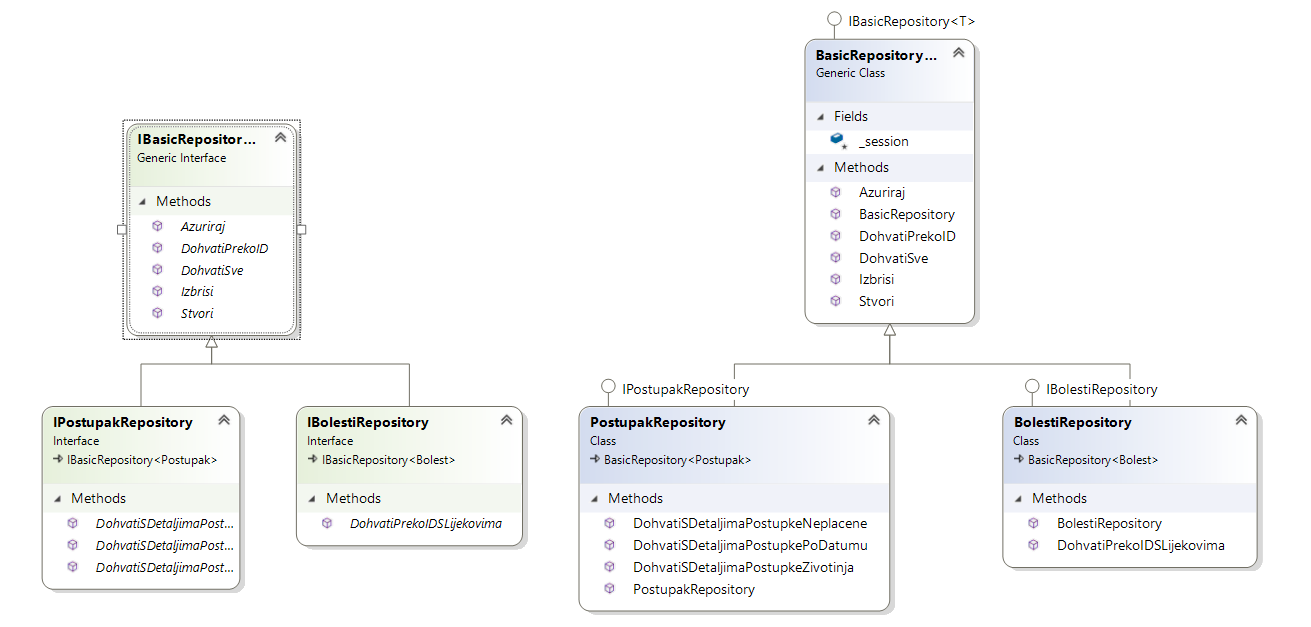 IBasicRepositor...
Generic Interface
Methods
Azuriraj
DohvatiPrekoID
DohvatiSve
Izbrisi
Stvori
IPostupakRepository
Interface
IBasicRepository<Postupak>
Methods
DohvatiSDetaljimaPost...
DohvatiSDetaljimaPost...
DohvatiSDetaljimaPost...
IBolestiRepository
Interface
IBasicRepository<Bolest>
Methods
DohvatiPrekoIDSLijekovima
IBasicRepository<T>
BasicRepository...
Generic Class
Fields
_session
Methods
Azuriraj
BasicRepository
DohvatiPrekoID
DohvatiSve
Izbrisi
Stvori
IPostupakRepository
PostupakRepository
Class
BasicRepository<Postupak>
Methods
DohvatiSDetaljimaPostupkeNeplacene
DohvatiSDetaljimaPostupkePoDatumu
DohvatiSDetaljimaPostupkeZivotinja
PostupakRepository
IBolestiRepository
BolestiRepository
Class
BasicRepository<Bolest>
Methods
BolestiRepository
DohvatiPrekoIDSLijekovima